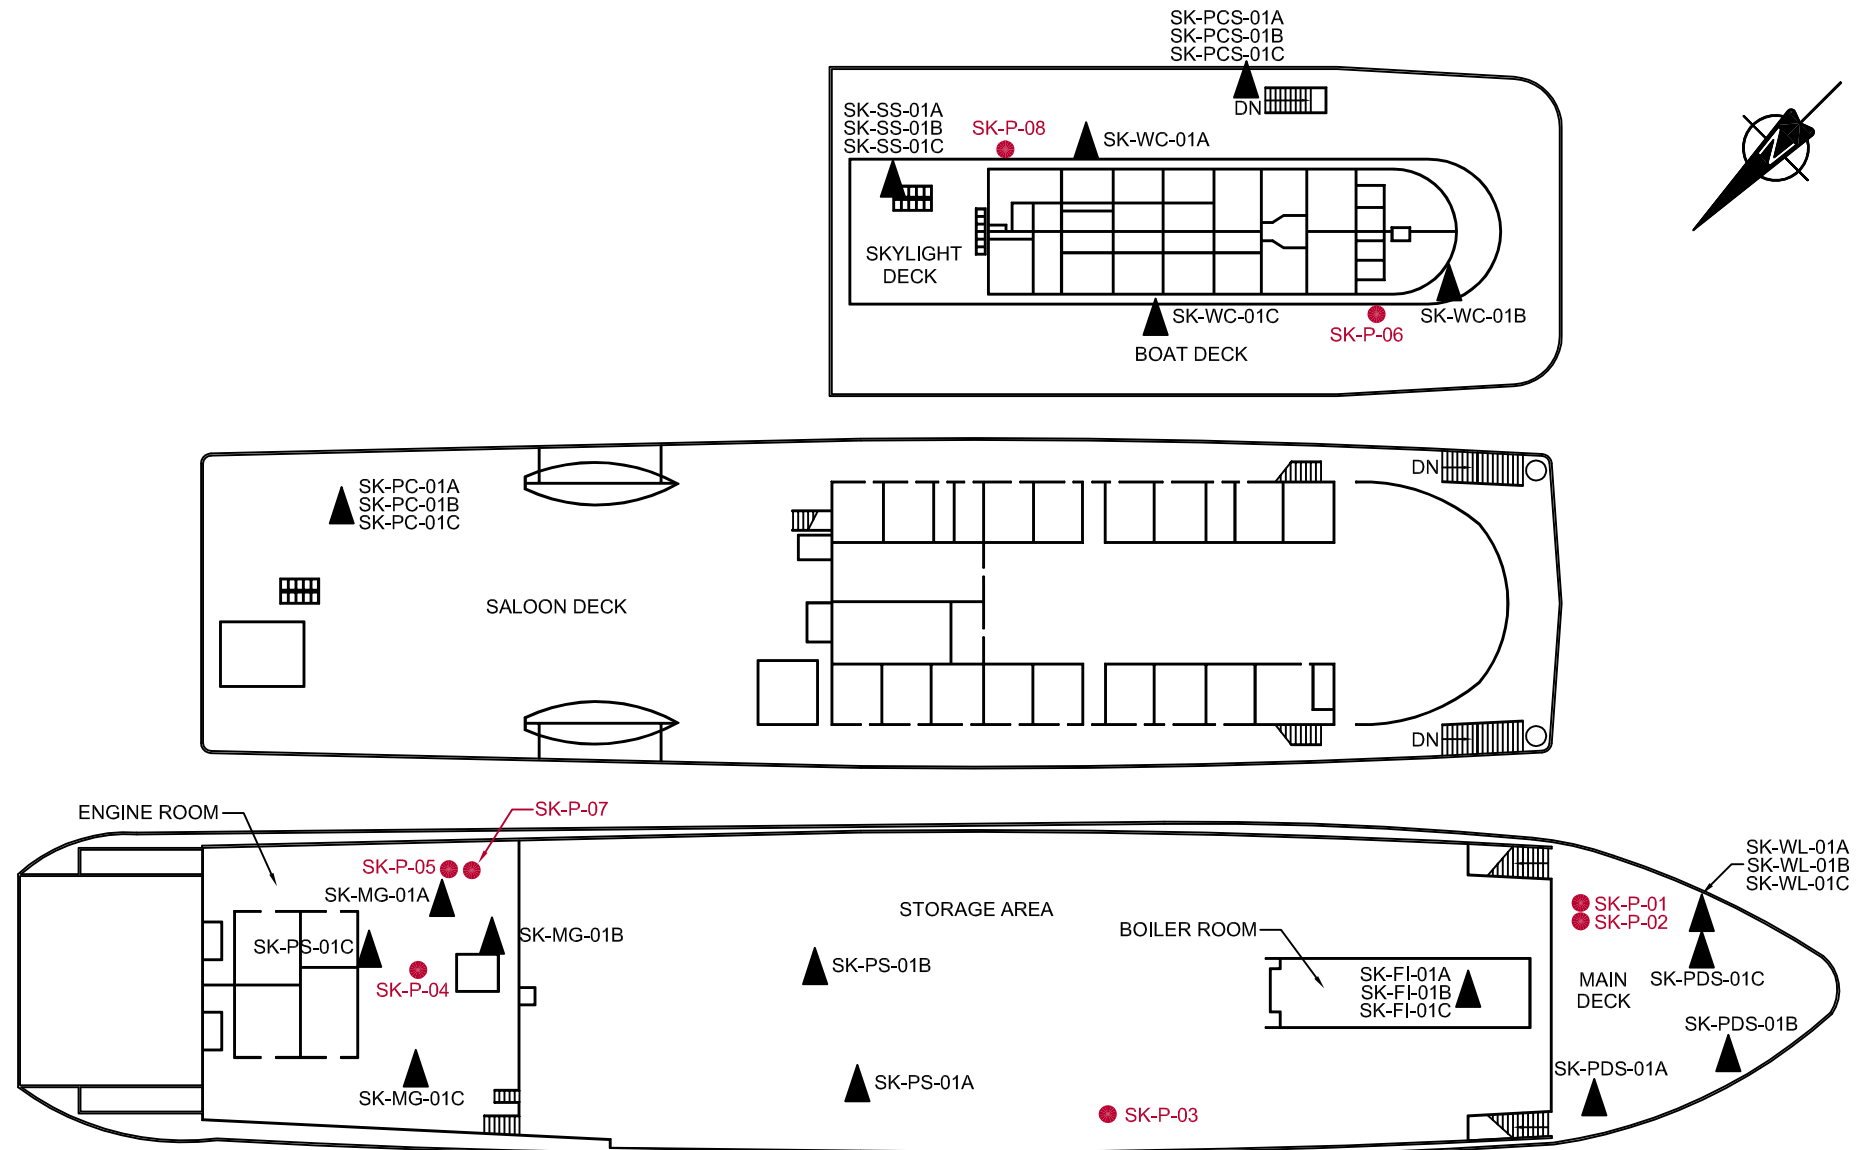 SK-PCS-01A
SK-PCS-01B
SK-PCS-01C
DN
SK-SS-01A
SK-SS-01B
SK-SS-01C
SK-P-08
SK-WC-01A
SKYLIGHT
DECK
SK-WC-01C
SK-P-06
SK-WC-01B
BOAT DECK
N
SK-PC-01A
SK-PC-01B
SK-PC-01C
DN
SALOON DECK
DN
ENGINE ROOM
SK-P-07
SK-P-05
SK-MG-01A
SK-PS-01C
SK-MG-01B
SK-P-04
SK-MG-01C
STORAGE AREA
SK-PS-01B
SK-PS-01A
BOILER ROOM
SK-FI-01A
SK-FI-01B
SK-FI-01C
SK-P-03
SK-WL-01A
SK-WL-01B
SK-WL-01C
SK-P-01
SK-P-02
MAIN
DECK
SK-PDS-01C
SK-PDS-01B
SK-PDS-01A